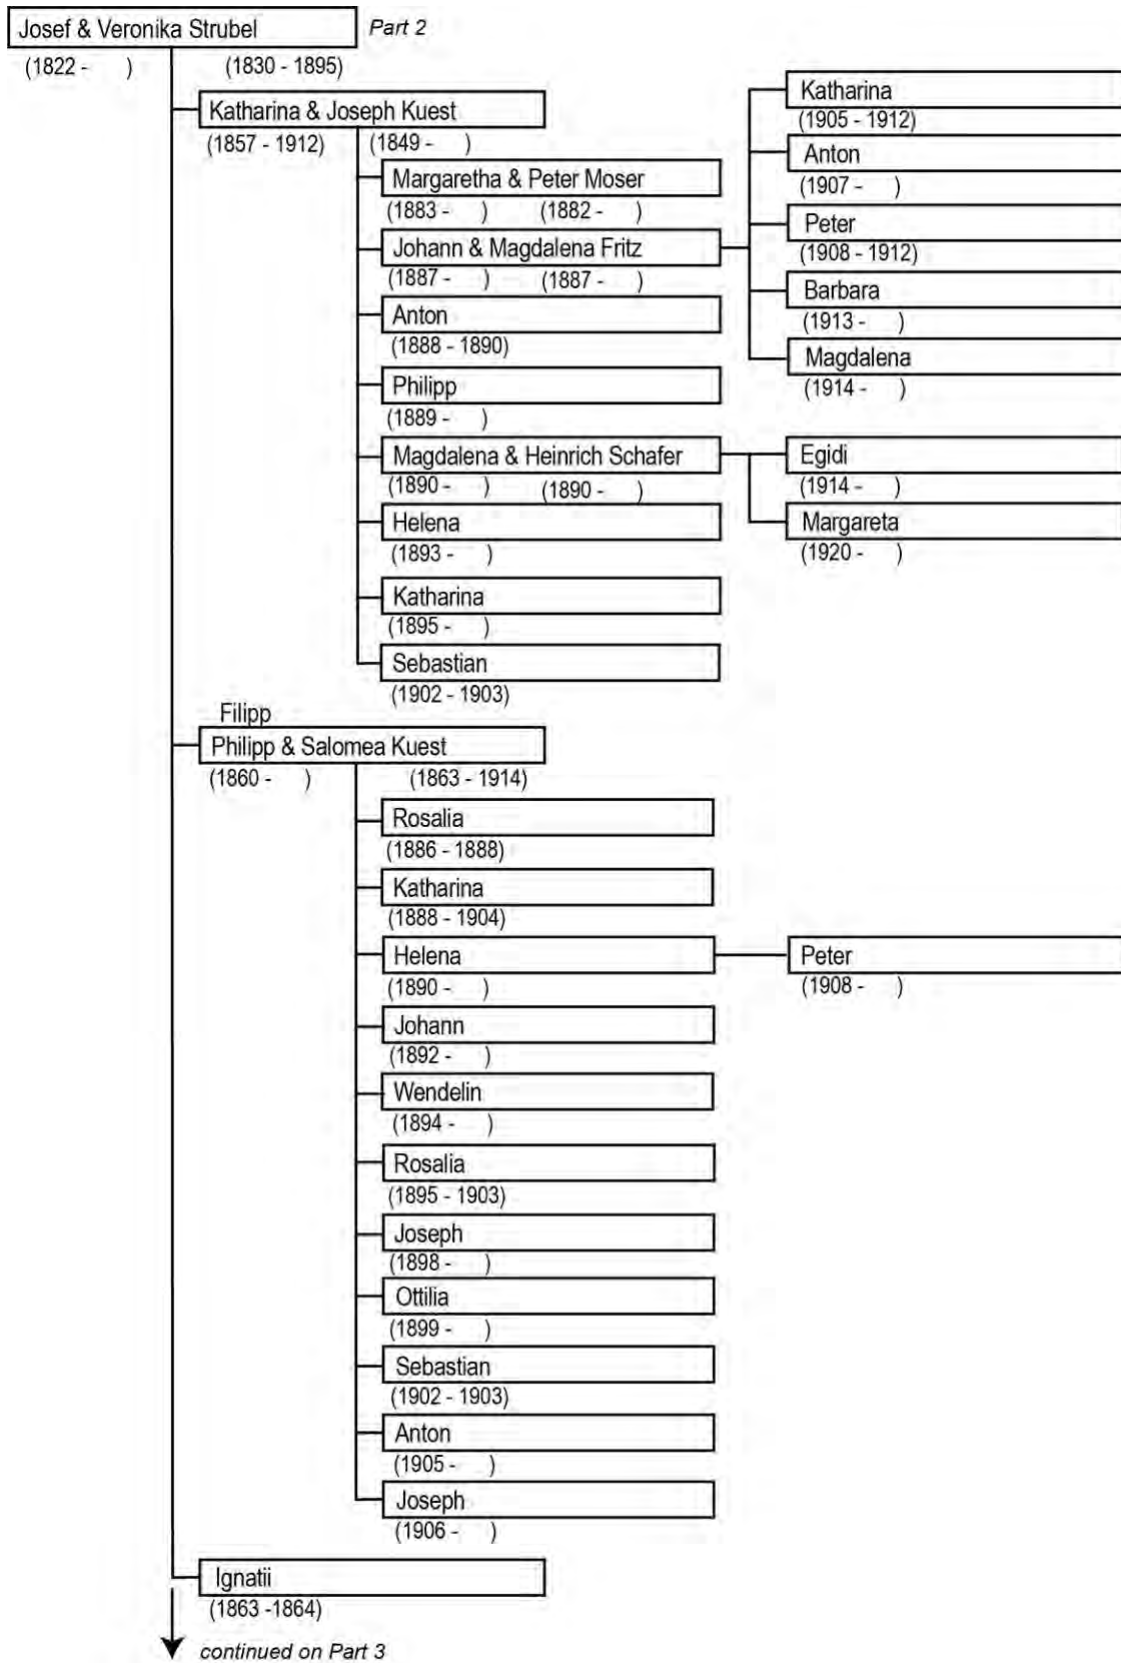 Josef & Veronika Strubel
Part 2
(1822 -      )
(1830 - 1895)
Katharina & Joseph Kuest
(1857 - 1912)
(1849 -      )
Margaretha & Peter Moser
(1883 -      )
(1882 -      )
Johann & Magdalena Fritz
(1887 -      )
(1887 -      )
Katharina
(1905 - 1912)
Anton
(1907 -      )
Peter
(1908 - 1912)
Barbara
(1913 -      )
Magdalena
(1914 -      )
Anton
(1888 - 1890)
Philipp
(1889 -      )
Magdalena & Heinrich Schafer
(1890 -      )
(1890 -      )
Egidi
(1914 -      )
Margareta
(1920 -      )
Helena
(1893 -      )
Katharina
(1895 -      )
Sebastian
(1902 - 1903)
Filipp
Philipp & Salomea Kuest
(1860 -      )
(1863 - 1914)
Rosalia
(1886 - 1888)
Katharina
(1888 - 1904)
Helena
(1890 -      )
Peter
(1908 -      )
Johann
(1892 -      )
Wendelin
(1894 -      )
Rosalia
(1895 - 1903)
Joseph
(1898 -      )
Ottilia
(1899 -      )
Sebastian
(1902 - 1903)
Anton
(1905 -      )
Joseph
(1906 -      )
Ignatii
(1863 -1864)
continued on Part 3